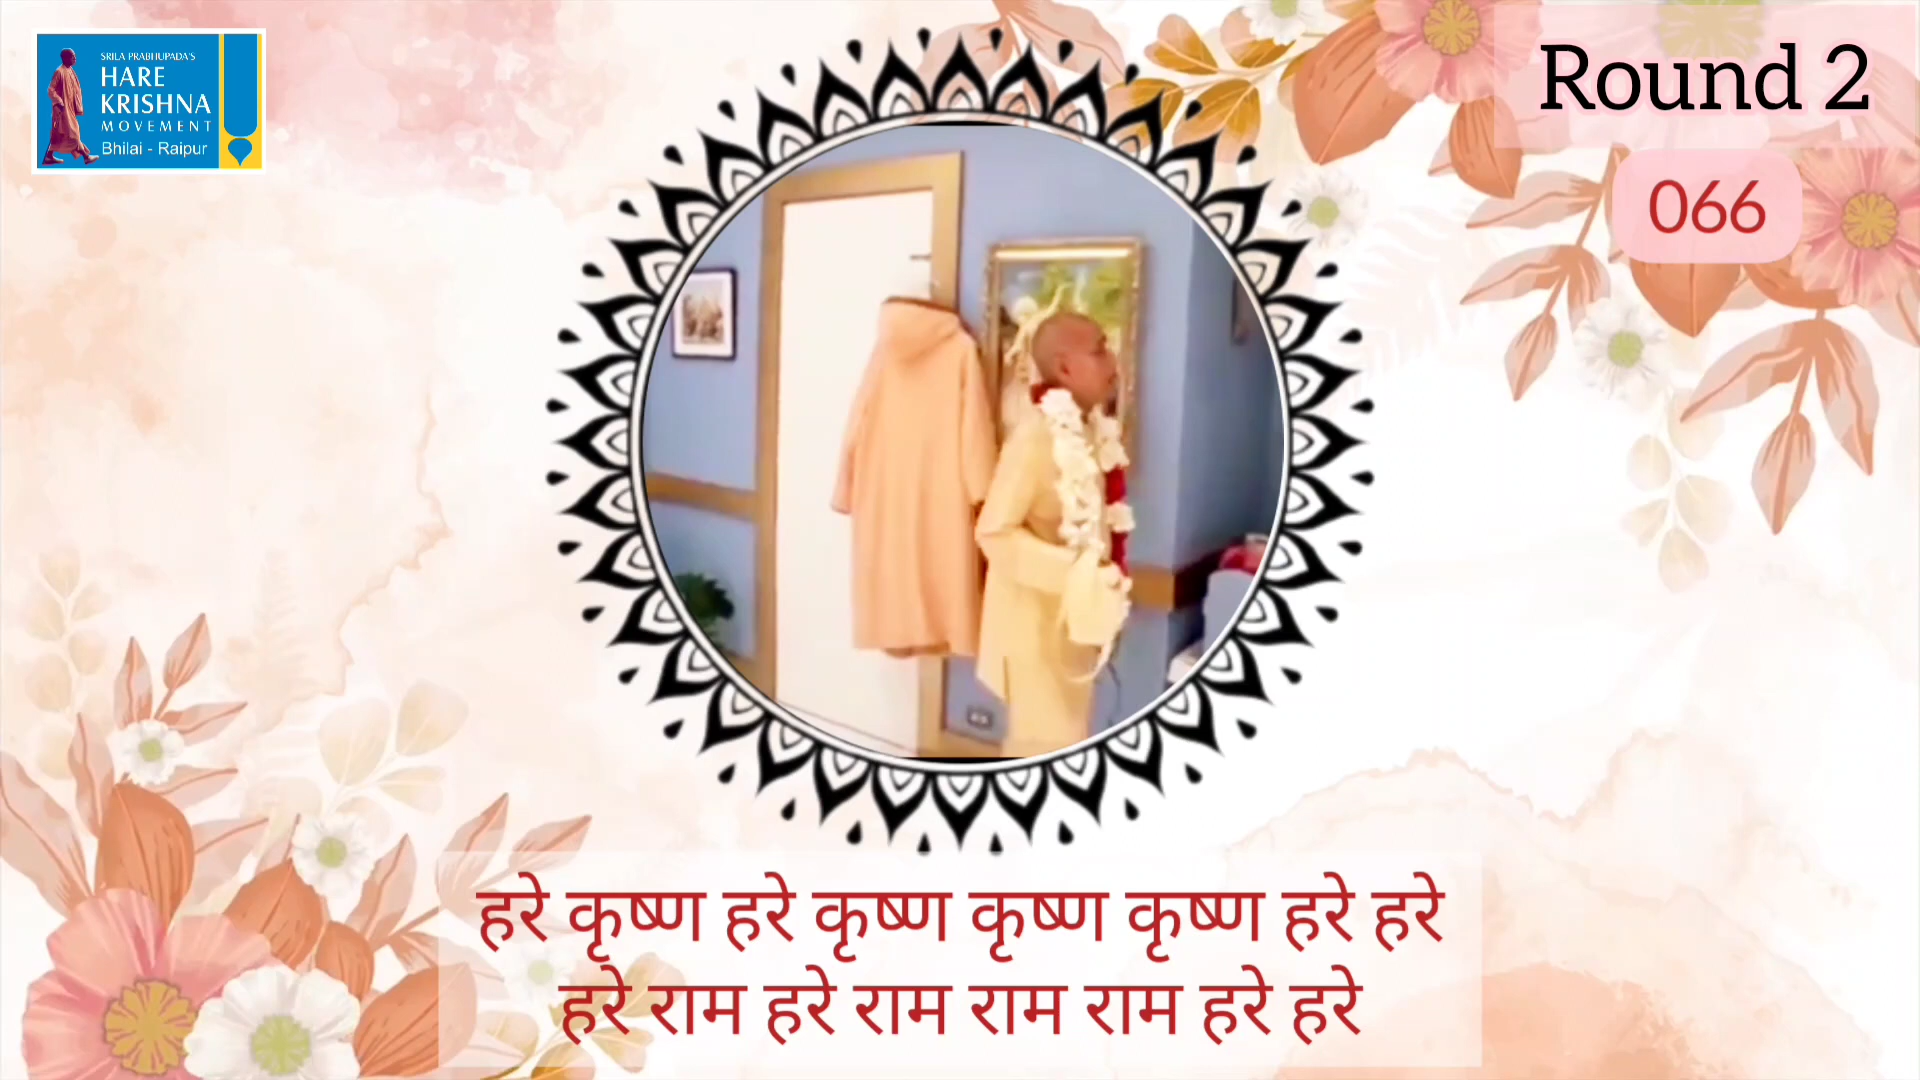 SRILA PRABHUPADA'S
HARE
KRISHNA
MOVEMENT
Bhilai - Raipur
Round 2
066
हरे कृष्ण हरे कृष्ण कृष्ण कृष्ण हरे हरे
हरे राम हरे राम राम राम हरे हरे